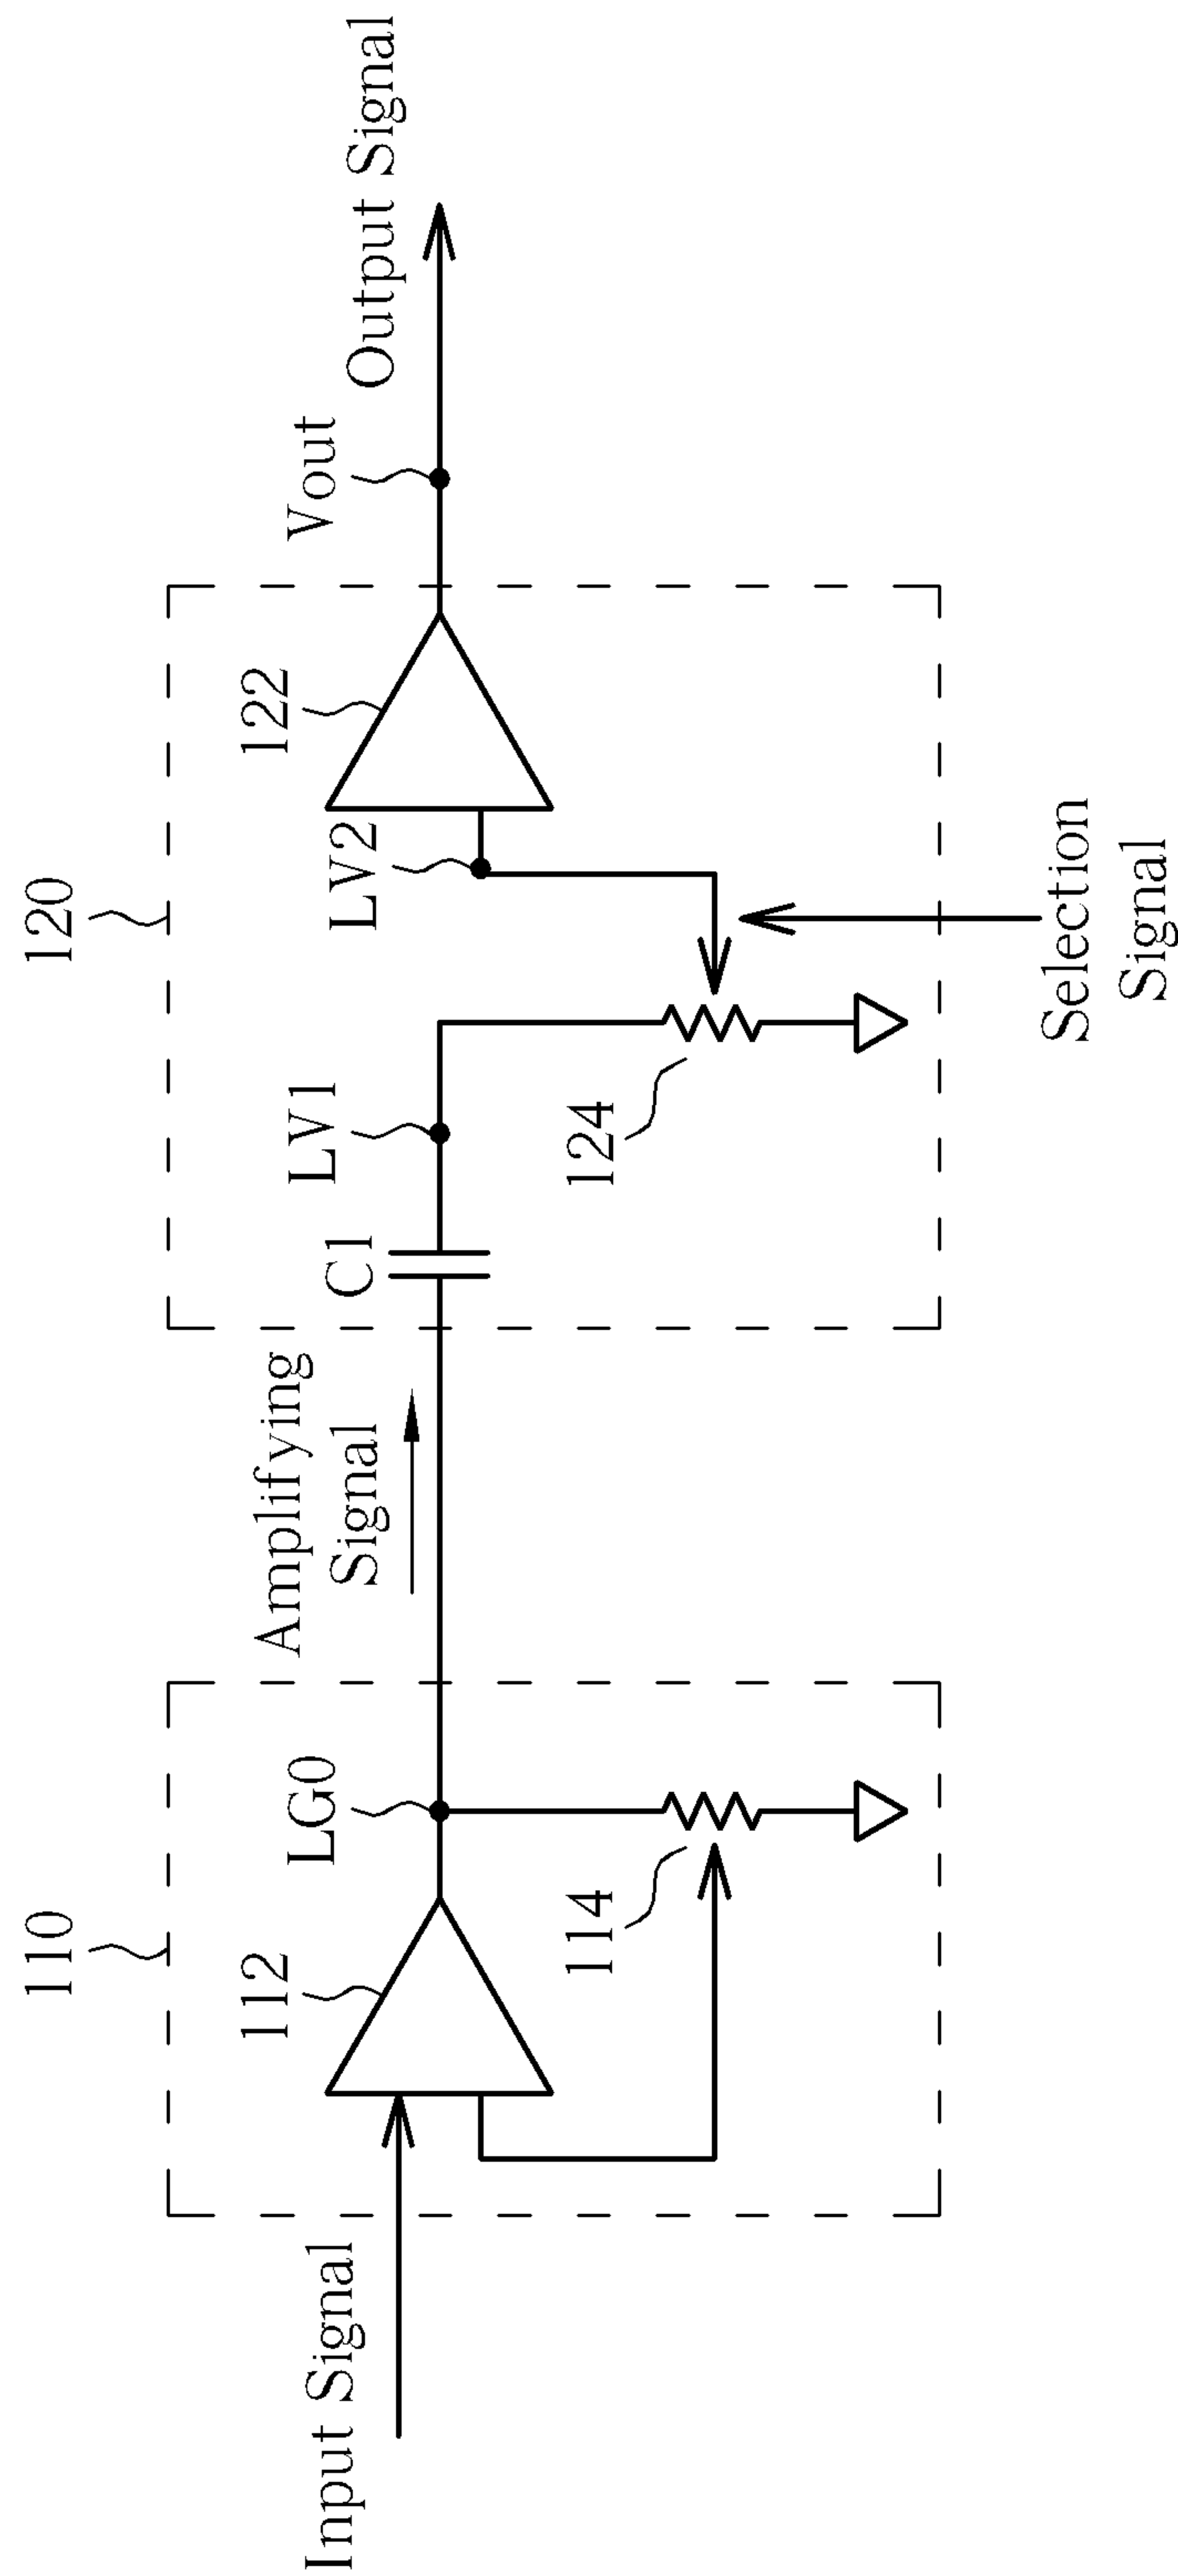 110
120
Input Signal
112
LG0
114
Amplifying
Signal
C1
LV1
124
LV2
122
Selection
Signal
Vout
Output Signal